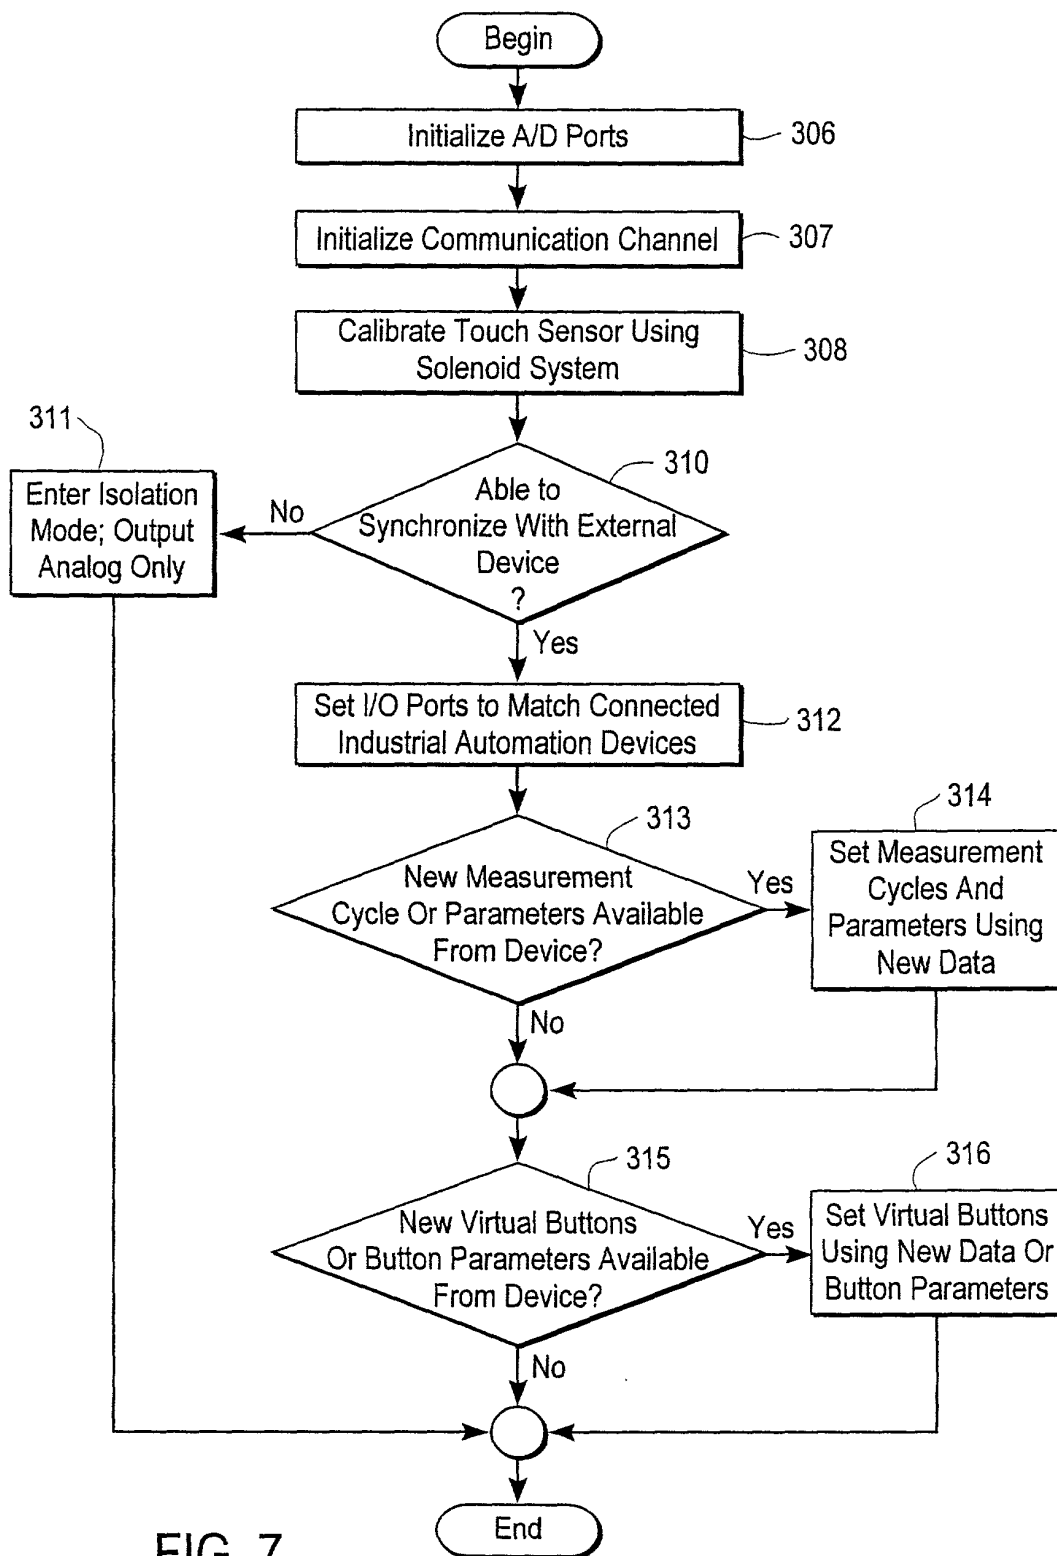 Begin
Initialize A/D Ports
306
Initialize Communication Channel
307
Calibrate Touch Sensor Using
Solenoid System
308
311
Enter Isolation
Mode; Output
Analog Only
No
310
Able to
Synchronize With External
Device
?
Yes
Set I/O Ports to Match Connected
Industrial Automation Devices
312
313
New Measurement
Cycle Or Parameters Available
From Device?
Yes
314
Set Measurement
Cycles And
Parameters Using
New Data
No
315
New Virtual Buttons
Or Button Parameters Available
From Device?
Yes
316
Set Virtual Buttons
Using New Data Or
Button Parameters
No
End
FIG. 7